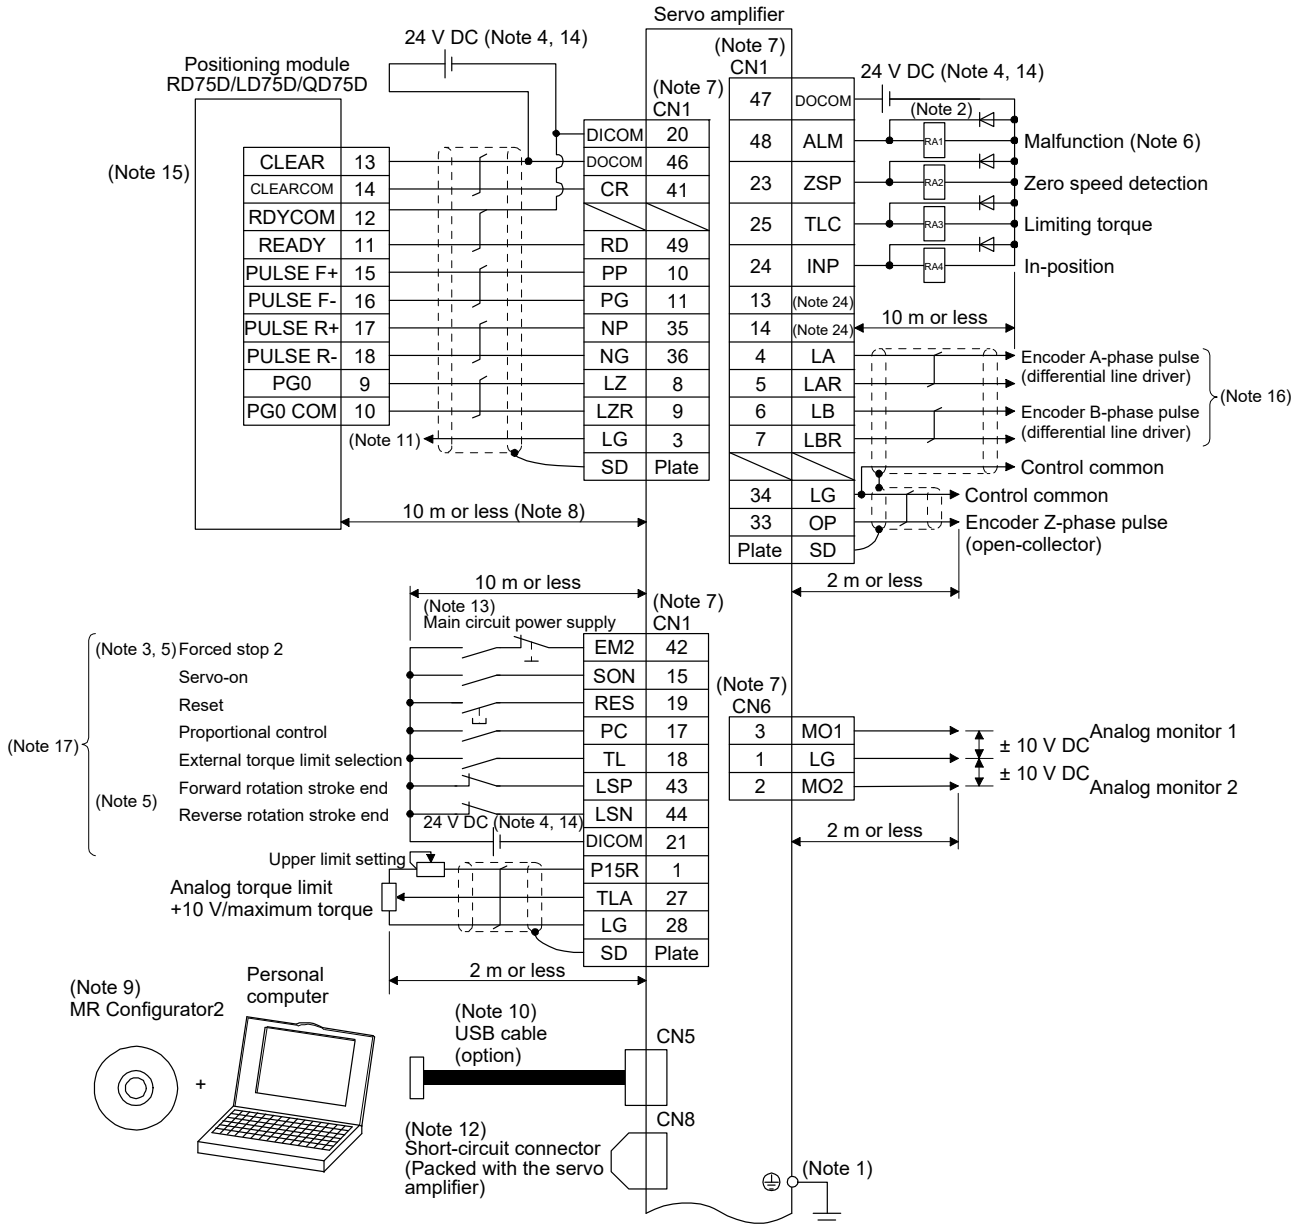 Servo amplifier
24 V DC (Note 4, 14)
Positioning module
RD75D/LD75D/QD75D
(Note 15)
CLEAR 13
CLEARCOM 14
RDYCOM 12
READY 11
PULSE F+ 15
PULSE F- 16
PULSE R+ 17
PULSE R- 18
PG0 9
PG0 COM 10
(Note 11)
(Note 7)
CN1
DICOM 20
DOCOM 46
CR 41
RD 49
PP 10
PG 11
NP 35
NG 36
LZ 8
LZR 9
LG 3
SD Plate
10 m or less (Note 8)
(Note 7)
CN1
47 DOCOM
48 ALM
23 ZSP
25 TLC
24 INP
13 (Note 24)
14 (Note 24)
4 LA
5 LAR
6 LB
7 LBR
34 LG
33 OP
Plate SD
24 V DC (Note 4, 14)
(Note 2)
RA1
Malfunction (Note 6)
RA2
Zero speed detection
RA3
Limiting torque
RA4
In-position
10 m or less
Encoder A-phase pulse
(differential line driver)
Encoder B-phase pulse
(differential line driver)
(Note 16)
Control common
Control common
Encoder Z-phase pulse
(open-collector)
2 m or less
10 m or less
(Note 13)
Main circuit power supply
(Note 7)
CN1
(Note 17)
(Note 3, 5) Forced stop 2
Servo-on
Reset
Proportional control
External torque limit selection
(Note 5)
Forward rotation stroke end
Reverse rotation stroke end
24 V DC (Note 4, 14)
EM2 42
SON 15
RES 19
PC 17
TL 18
LSP 43
LSN 44
DICOM 21
P15R 1
TLA 27
LG 28
SD Plate
Upper limit setting
Analog torque limit
+10 V/maximum torque
2 m or less
(Note 7)
CN6
3 MO1
1 LG
2 MO2
± 10 V DC
± 10 V DC
Analog monitor 1
Analog monitor 2
2 m or less
(Note 9)
MR Configurator2
+
Personal
computer
(Note 10)
USB cable
(option)
CN5
(Note 12)
Short-circuit connector
(Packed with the servo
amplifier)
CN8
(Note 1)